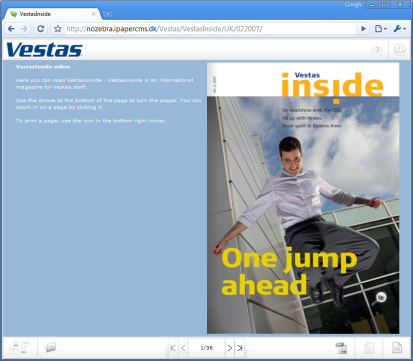 Google
VestasInside
http://nozebra.ipapercms.dk/Vestas/VestasInside/UK/022007/
Vestas
VestasInside online
Here you can read VestasInside - VestasInside is an international
magazine for Vestas staff.
Use the arrow at the bottom of the page to turn the pages. You can
zoom in on a page by clicking it.
To print a page, use the icon in the bottom right corner.
Vestas
inside
On roadshow with the CEO
Fill up with Vestas
Team spirit in Buenos Aires
One jump
ahead
1/36